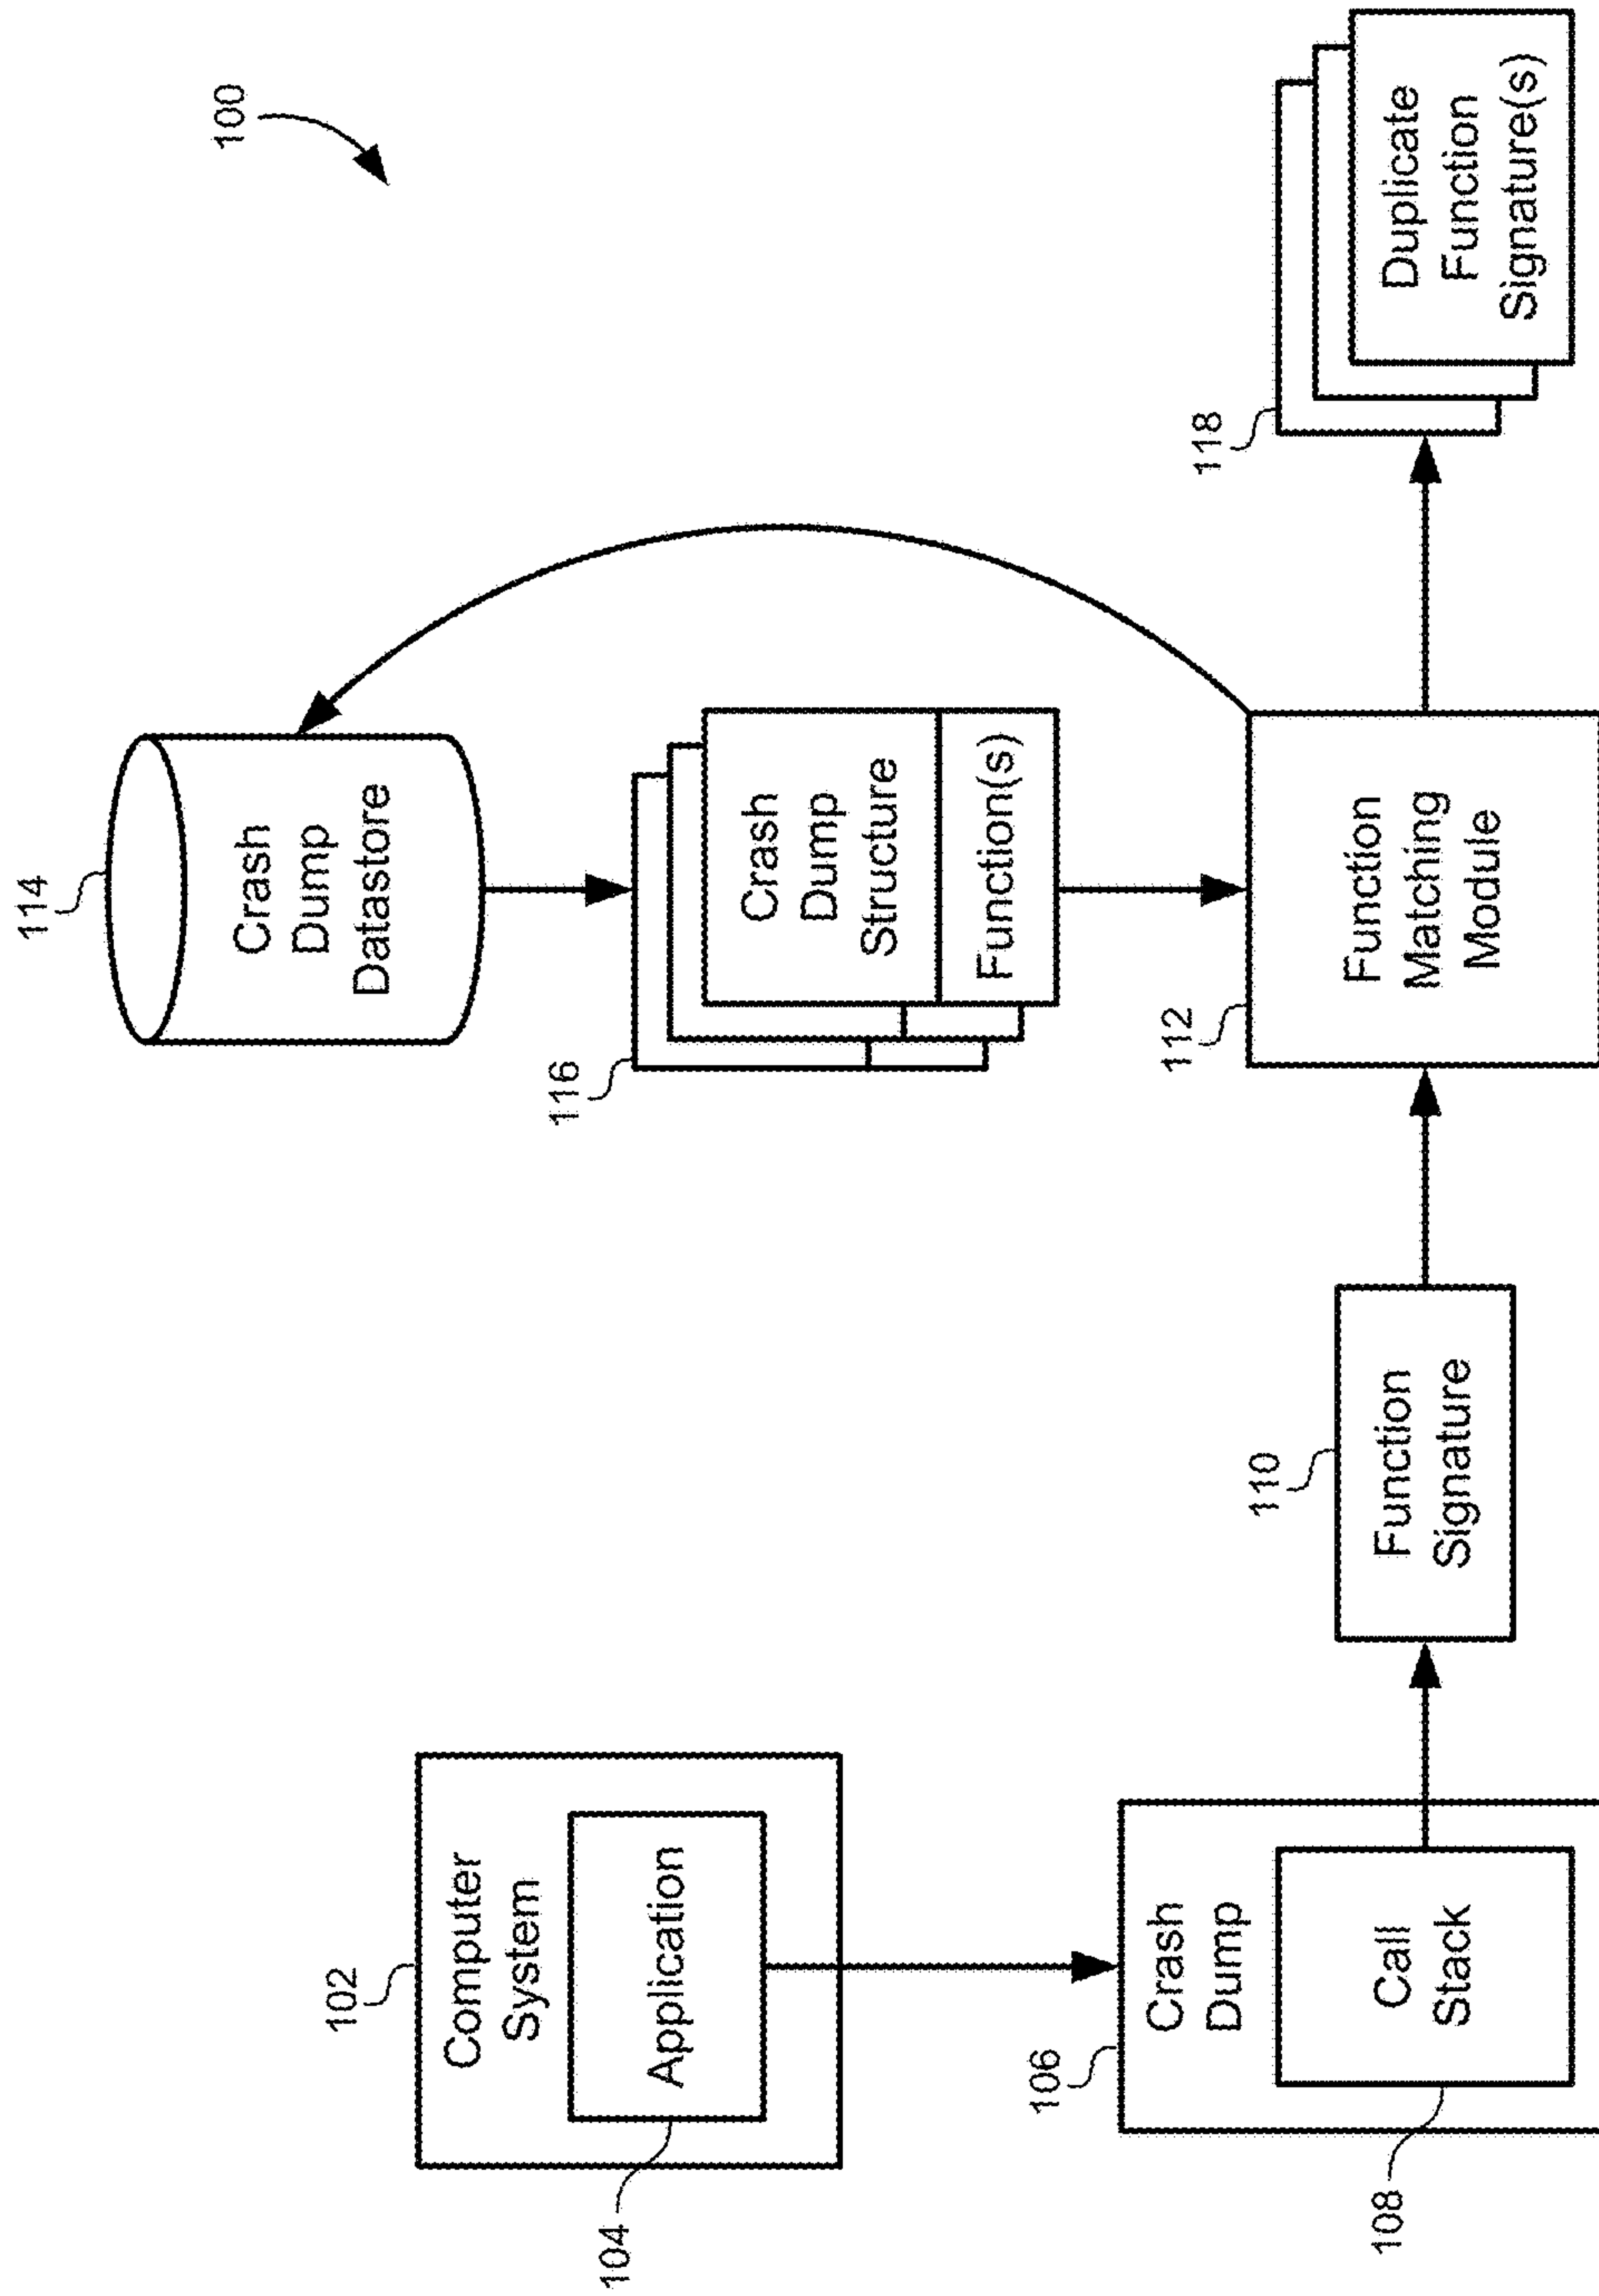 100
102
Computer
System
Application
104
106
Crash
Dump
Call
Stack
108
110
Function
Signature
114
Crash
Dump
Datastore
116
Crash
Dump
Structure
Function(s)
112
Function
Matching
Module
118
Duplicate
Function
Signature(s)